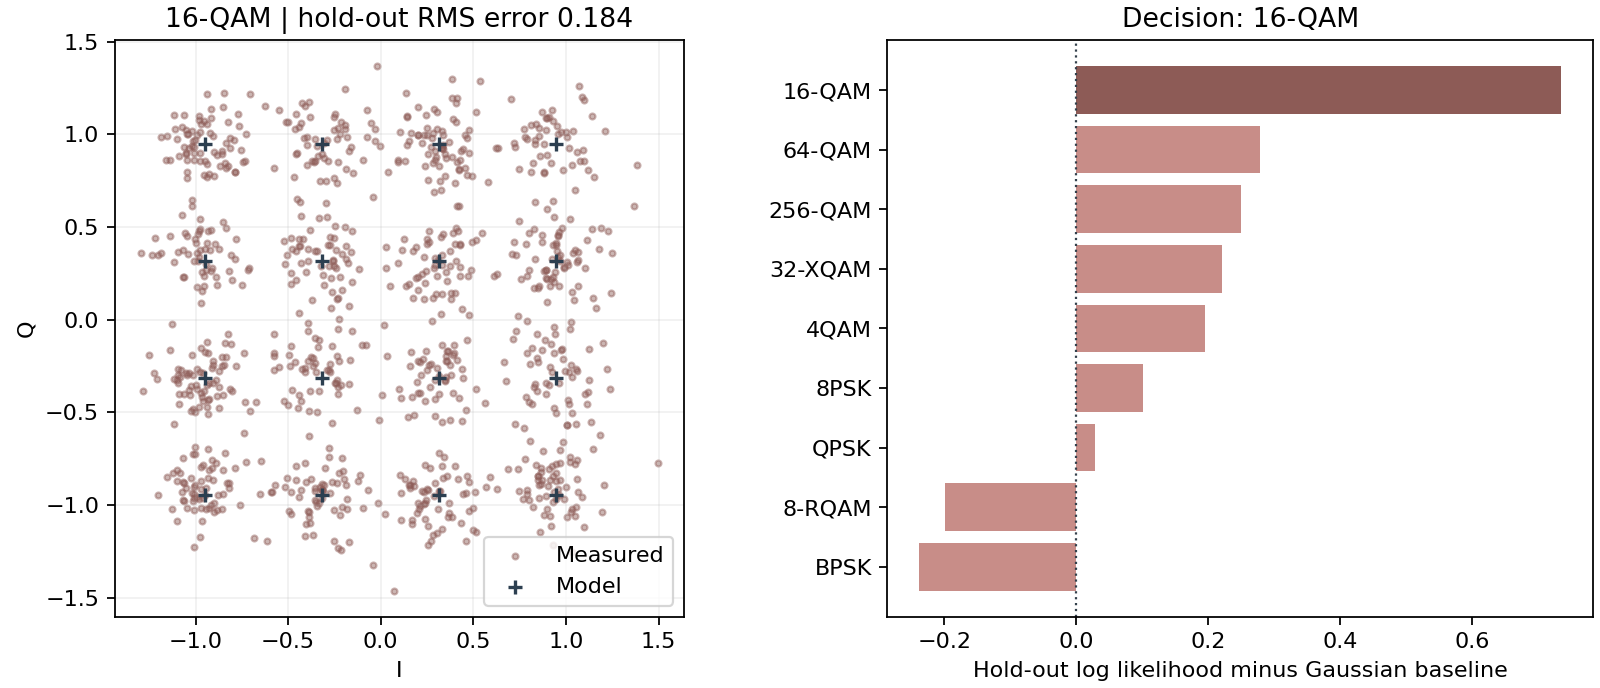 16-QAM | hold-out RMS error 0.184
1.5
1.0
0.5
0.0
−0.5
−1.0
−1.5
Q
−1.0
−0.5
0.0
0.5
1.0
1.5
I
Measured
Model
Decision: 16-QAM
16-QAM
64-QAM
256-QAM
32-XQAM
4QAM
8PSK
QPSK
8-RQAM
BPSK
−0.2
0.0
0.2
0.4
0.6
Hold-out log likelihood minus Gaussian baseline